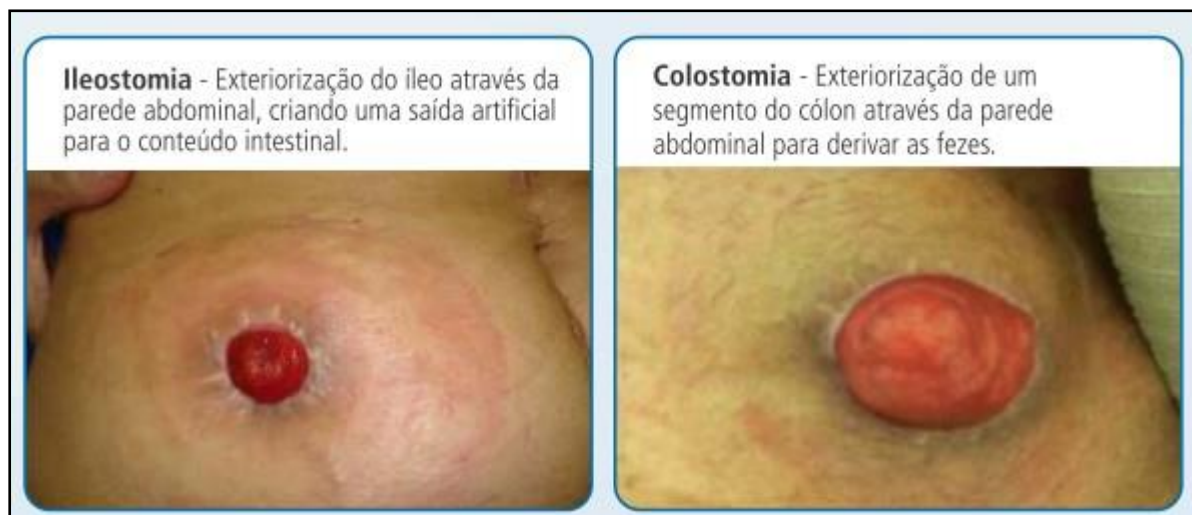 Ileostomia - Exteriorização do íleo através da
parede abdominal, criando uma saída artificial
para o conteúdo intestinal.
Colostomia - Exteriorização de um
segmento do cólon através da parede
abdominal para derivar as fezes.